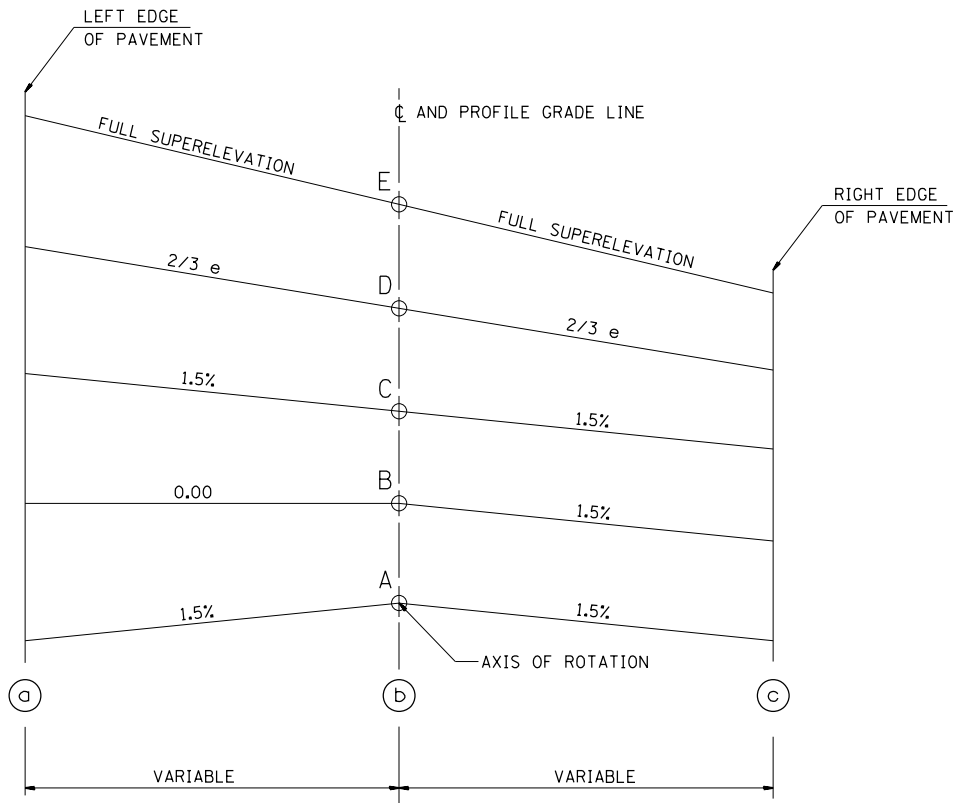 LEFT EDGE
OF PAVEMENT
℄ AND PROFILE GRADE LINE
FULL SUPERELEVATION
E
RIGHT EDGE
OF PAVEMENT
FULL SUPERELEVATION
2/3 e
D
2/3 e
1.5%
C
1.5%
0.00
B
1.5%
A
1.5%
1.5%
AXIS OF ROTATION
a
b
c
VARIABLE
VARIABLE